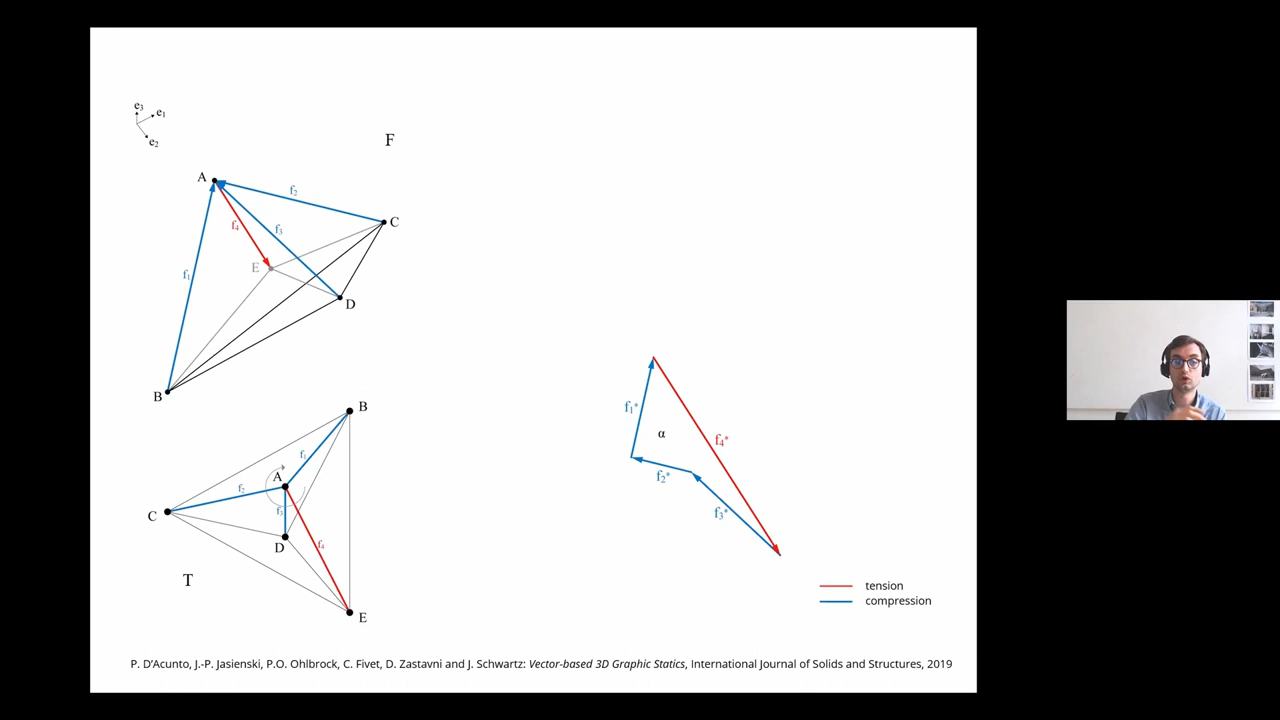 e3
e1
e2
F
A
f2
C
f4
f3
E
f1
D
B
B
f1
A
f2
C
f3
D
f4
T
E
f1*
α
f4*
f2*
f3*
tension
compression
P. D'Acunto, J.-P. Jasienski, P.O. Ohlbrock, C. Fivet, D. Zastavni and J. Schwartz: Vector-based 3D Graphic Statics, International Journal of Solids and Structures, 2019